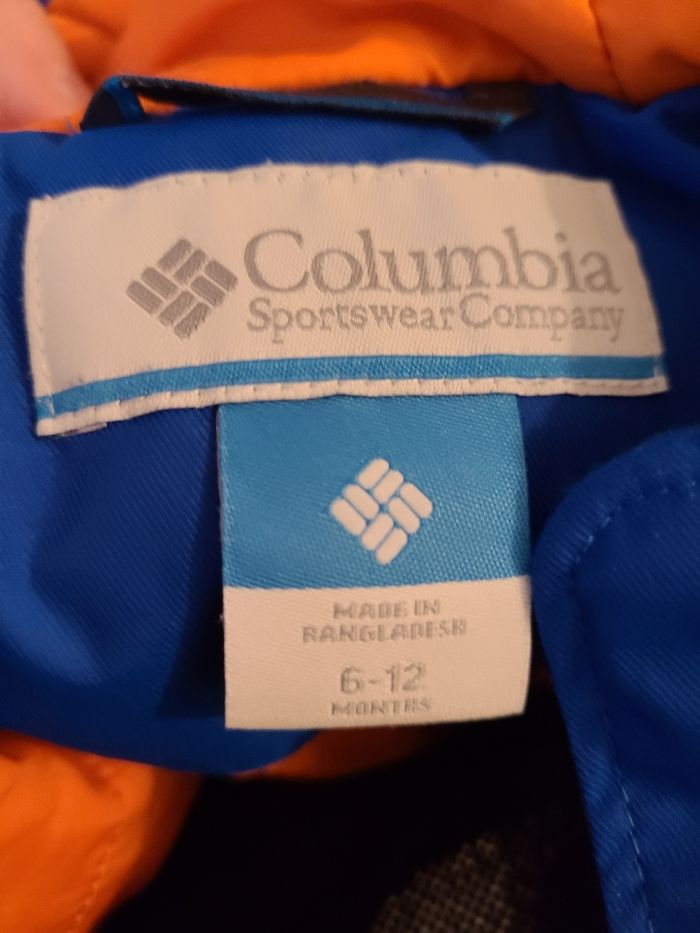 Columbia
Sportswear Company
MADE IN
BANGLADESH
6-12
MONTHS